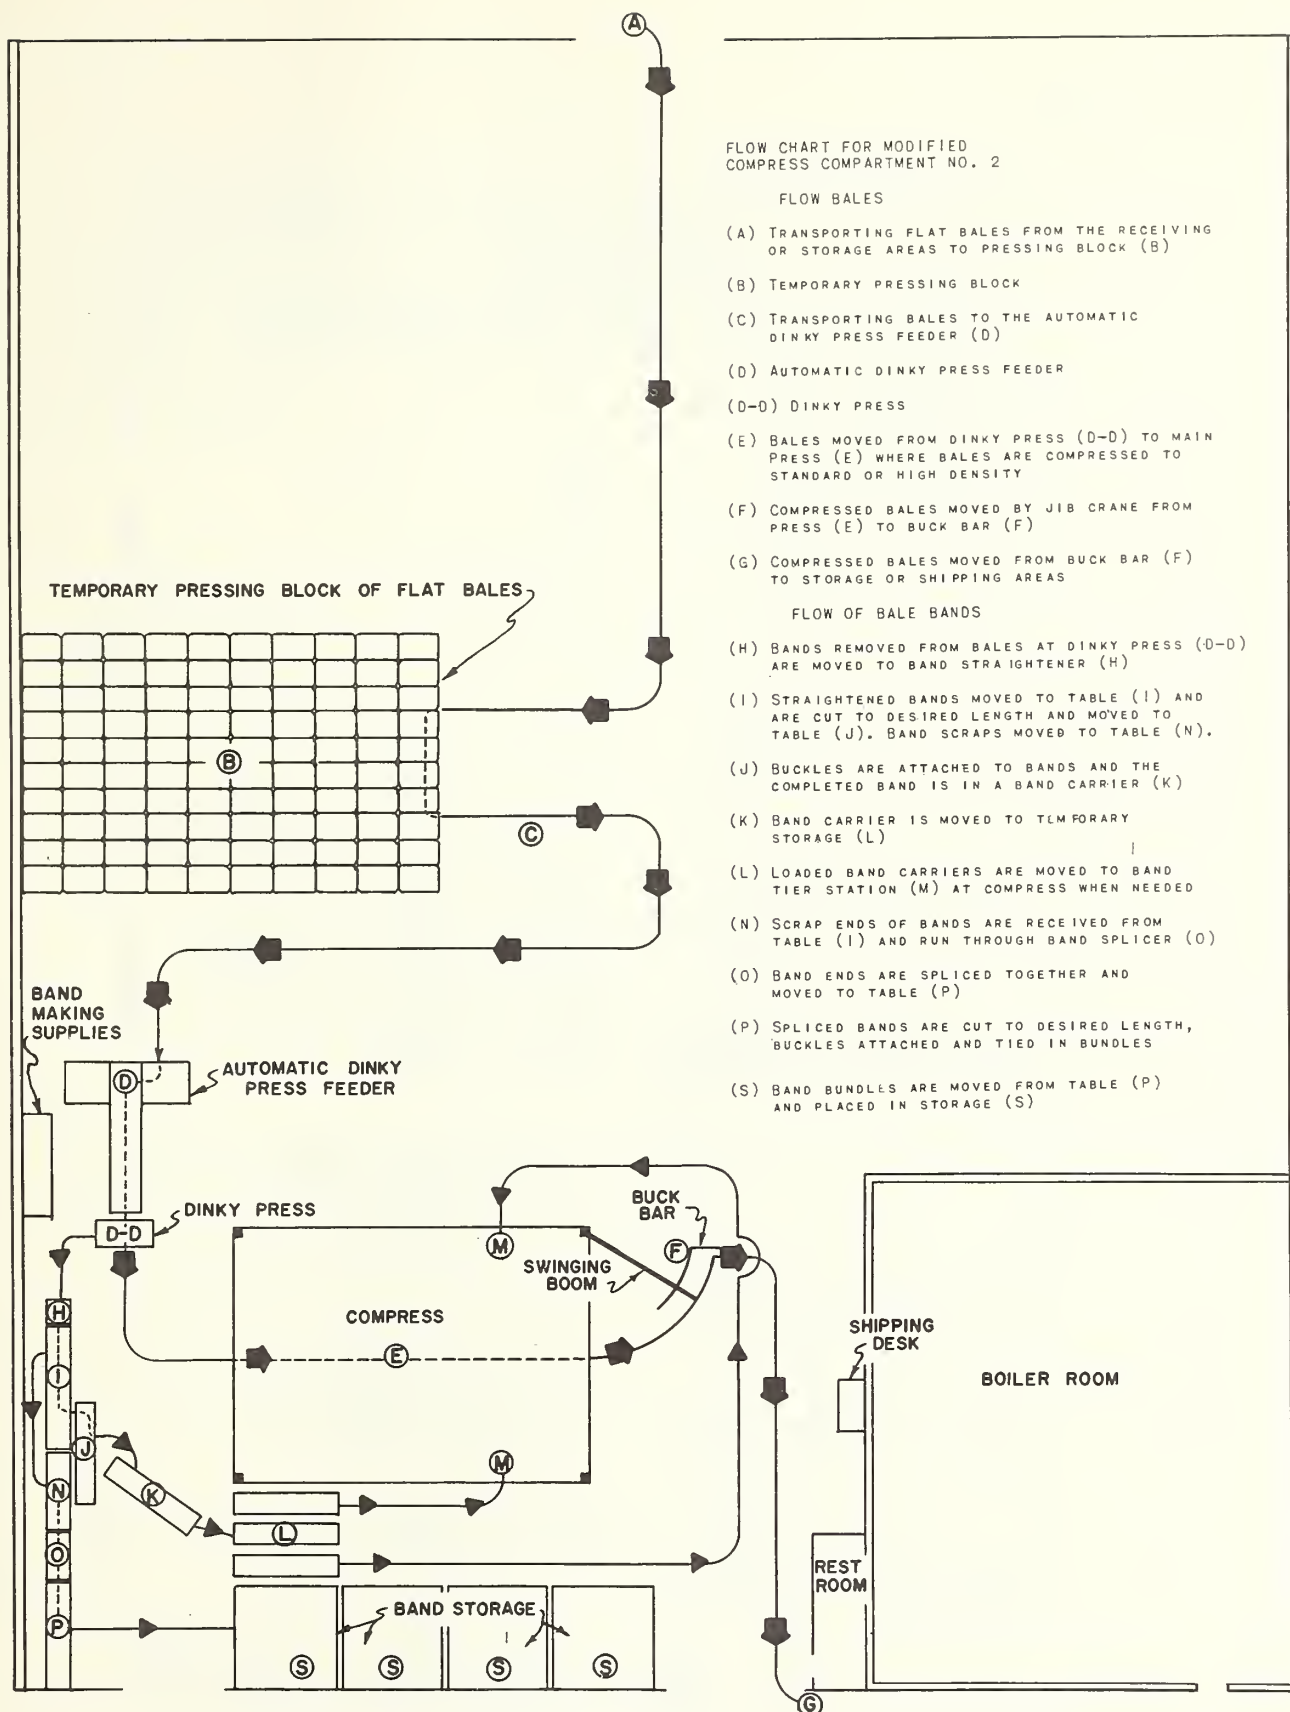 (A)
FLOW CHART FOR MODIFIED
COMPRESS COMPARTMENT NO. 2
FLOW BALES
(A) TRANSPORTING FLAT BALES FROM THE RECEIVING
OR STORAGE AREAS TO PRESSING BLOCK (B)
(B) TEMPORARY PRESSING BLOCK
(C) TRANSPORTING BALES TO THE AUTOMATIC
DINKY PRESS FEEDER (D)
(D) AUTOMATIC DINKY PRESS FEEDER
(D-D) DINKY PRESS
(E) BALES MOVED FROM DINKY PRESS (D-D) TO MAIN
PRESS (E) WHERE BALES ARE COMPRESSED TO
STANDARD OR HIGH DENSITY
(F) COMPRESSED BALES MOVED BY JIB CRANE FROM
PRESS (E) TO BUCK BAR (F)
(G) COMPRESSED BALES MOVED FROM BUCK BAR (F)
TO STORAGE OR SHIPPING AREAS
FLOW OF BALE BANDS
(H) BANDS REMOVED FROM BALES AT DINKY PRESS (D-D)
ARE MOVED TO BAND STRAIGHTENER (H)
(I) STRAIGHTENED BANDS MOVED TO TABLE (I) AND
ARE CUT TO DESIRED LENGTH AND MOVED TO
TABLE (J). BAND SCRAPS MOVED TO TABLE (N).
(J) BUCKLES ARE ATTACHED TO BANDS AND THE
COMPLETED BAND IS IN A BAND CARRIER (K)
(K) BAND CARRIER IS MOVED TO TEMFORARY
STORAGE (L)
(L) LOADED BAND CARRIERS ARE MOVED TO BAND
TIER STATION (M) AT COMPRESS WHEN NEEDED
(N) SCRAP ENDS OF BANDS ARE RECEIVED FROM
TABLE (I) AND RUN THROUGH BAND SPLICER (O)
(O) BAND ENDS ARE SPLICED TOGETHER AND
MOVED TO TABLE (P)
(P) SPLICED BANDS ARE CUT TO DESIRED LENGTH,
BUCKLES ATTACHED AND TIED IN BUNDLES
(S) BAND BUNDLES ARE MOVED FROM TABLE (P)
AND PLACED IN STORAGE (S)
TEMPORARY PRESSING BLOCK OF FLAT BALES
B
C
BAND
MAKING
SUPPLIES
D
AUTOMATIC DINKY
PRESS FEEDER
DINKY PRESS
D-D
M
BUCK
BAR
F
SWINGING
BOOM
H
COMPRESS
E
I
SHIPPING
DESK
BOILER ROOM
J
M
N
K
L
O
REST
ROOM
P
BAND STORAGE
S
S
S
S
G